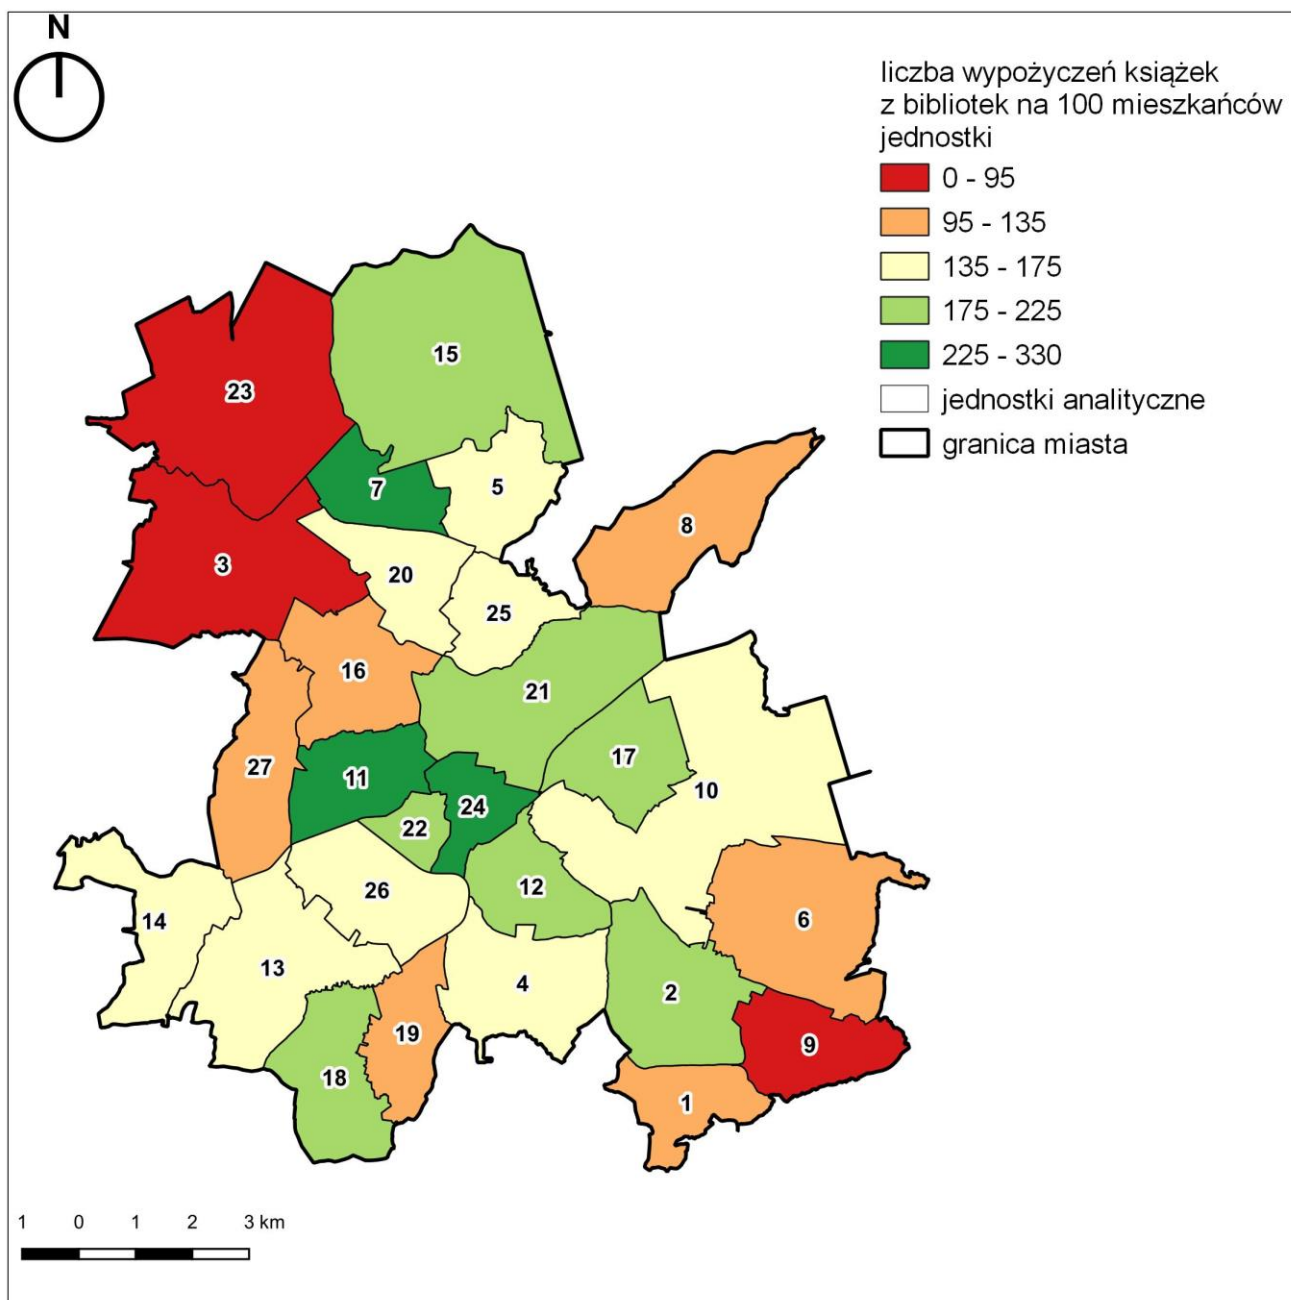 N
liczba wypożyczeń książek
z bibliotek na 100 mieszkańców
jednostki
0 - 95
95 - 135
135 - 175
175 - 225
225 - 330
jednostki analityczne
granica miasta
15
23
7
5
8
3
20
25
16
21
17
27
11
24
10
22
12
26
14
6
13
4
2
19
9
18
1
1 0 1 2 3 km